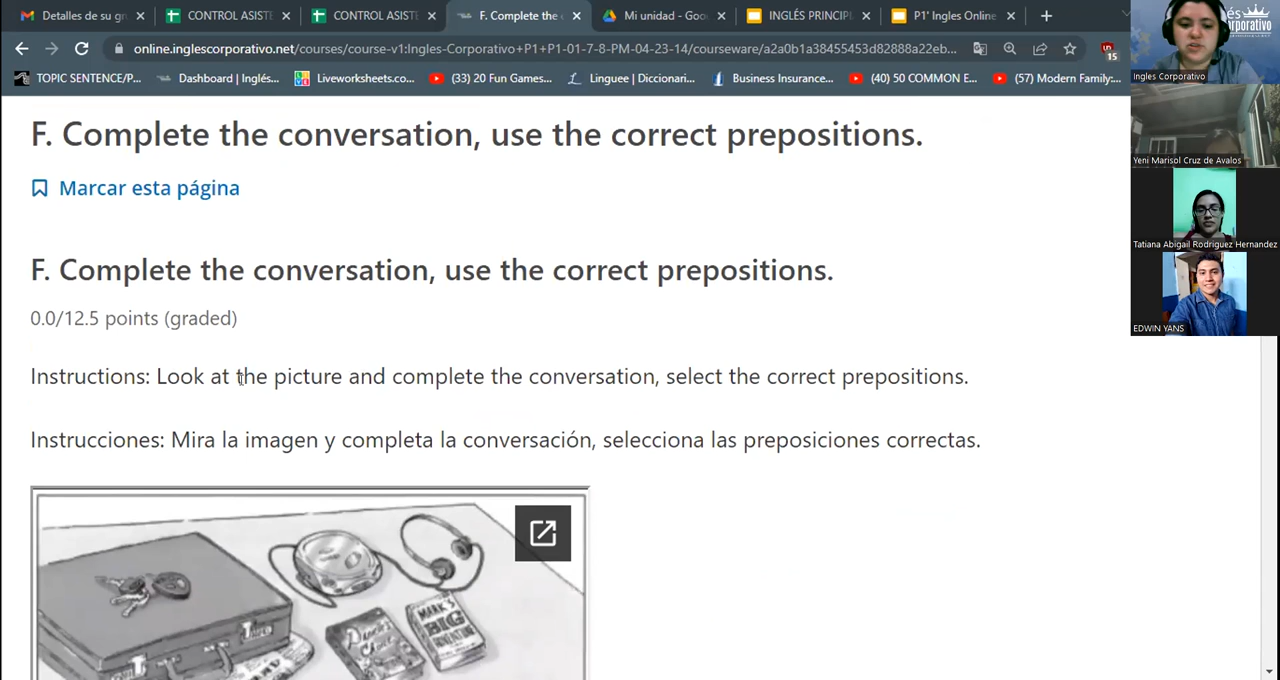 Detalles de su gr
CONTROL ASISTE
CONTROL ASISTE
F. Complete the c
Mi unidad - Goo
INGLÉS PRINCIPI
P1' Ingles Online
online.inglescorporativo.net/courses/course-v1:Ingles-Corporativo+P1+P1-01-7-8-PM-04-23-14/courseware/a2a0b1a38455453d82888a22eb...
15
TOPIC SENTENCE/P...
Dashboard | Inglés...
Liveworksheets.co...
(33) 20 Fun Games...
Linguee | Diccionari...
Business Insurance...
(40) 50 COMMON E...
(57) Modern Family:...
és
rporativo
Ingles Corporativo
Yeni Marisol Cruz de Avalos
Tatiana Abigail Rodriguez Hernandez
EDWIN YANS
F. Complete the conversation, use the correct prepositions.
Marcar esta página
F. Complete the conversation, use the correct prepositions.
0.0/12.5 points (graded)
Instructions: Look at the picture and complete the conversation, select the correct prepositions.
Instrucciones: Mira la imagen y completa la conversación, selecciona las preposiciones correctas.
MARK'S
BIG